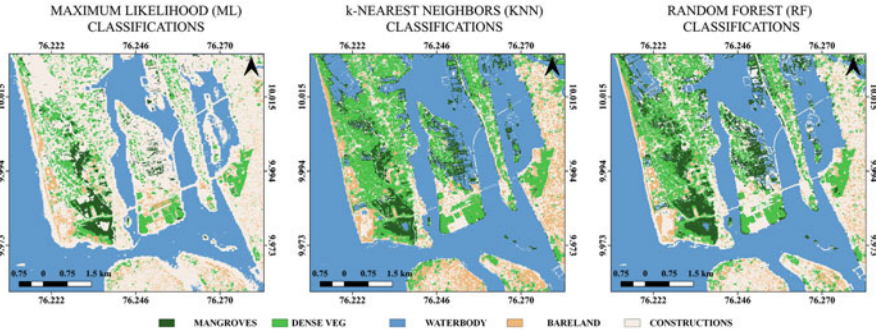 MAXIMUM LIKELIHOOD (ML)
CLASSIFICATIONS
k-NEAREST NEIGHBORS (KNN)
CLASSIFICATIONS
RANDOM FOREST (RF)
CLASSIFICATIONS
76.222 76.246 76.270
76.222 76.246 76.270
76.222 76.246 76.270
10.015 10.015 10.015 10.015
9.994 9.994 9.994 9.994
9.973 9.973 9.973 9.973
0.75 0 0.75 1.5 km
0.75 0 0.75 1.5 km
0.75 0 0.75 1.5 km
76.222 76.246 76.270
76.222 76.246 76.270
76.222 76.246 76.270
MANGROVES DENSE VEG WATERBODY BARELAND CONSTRUCTIONS